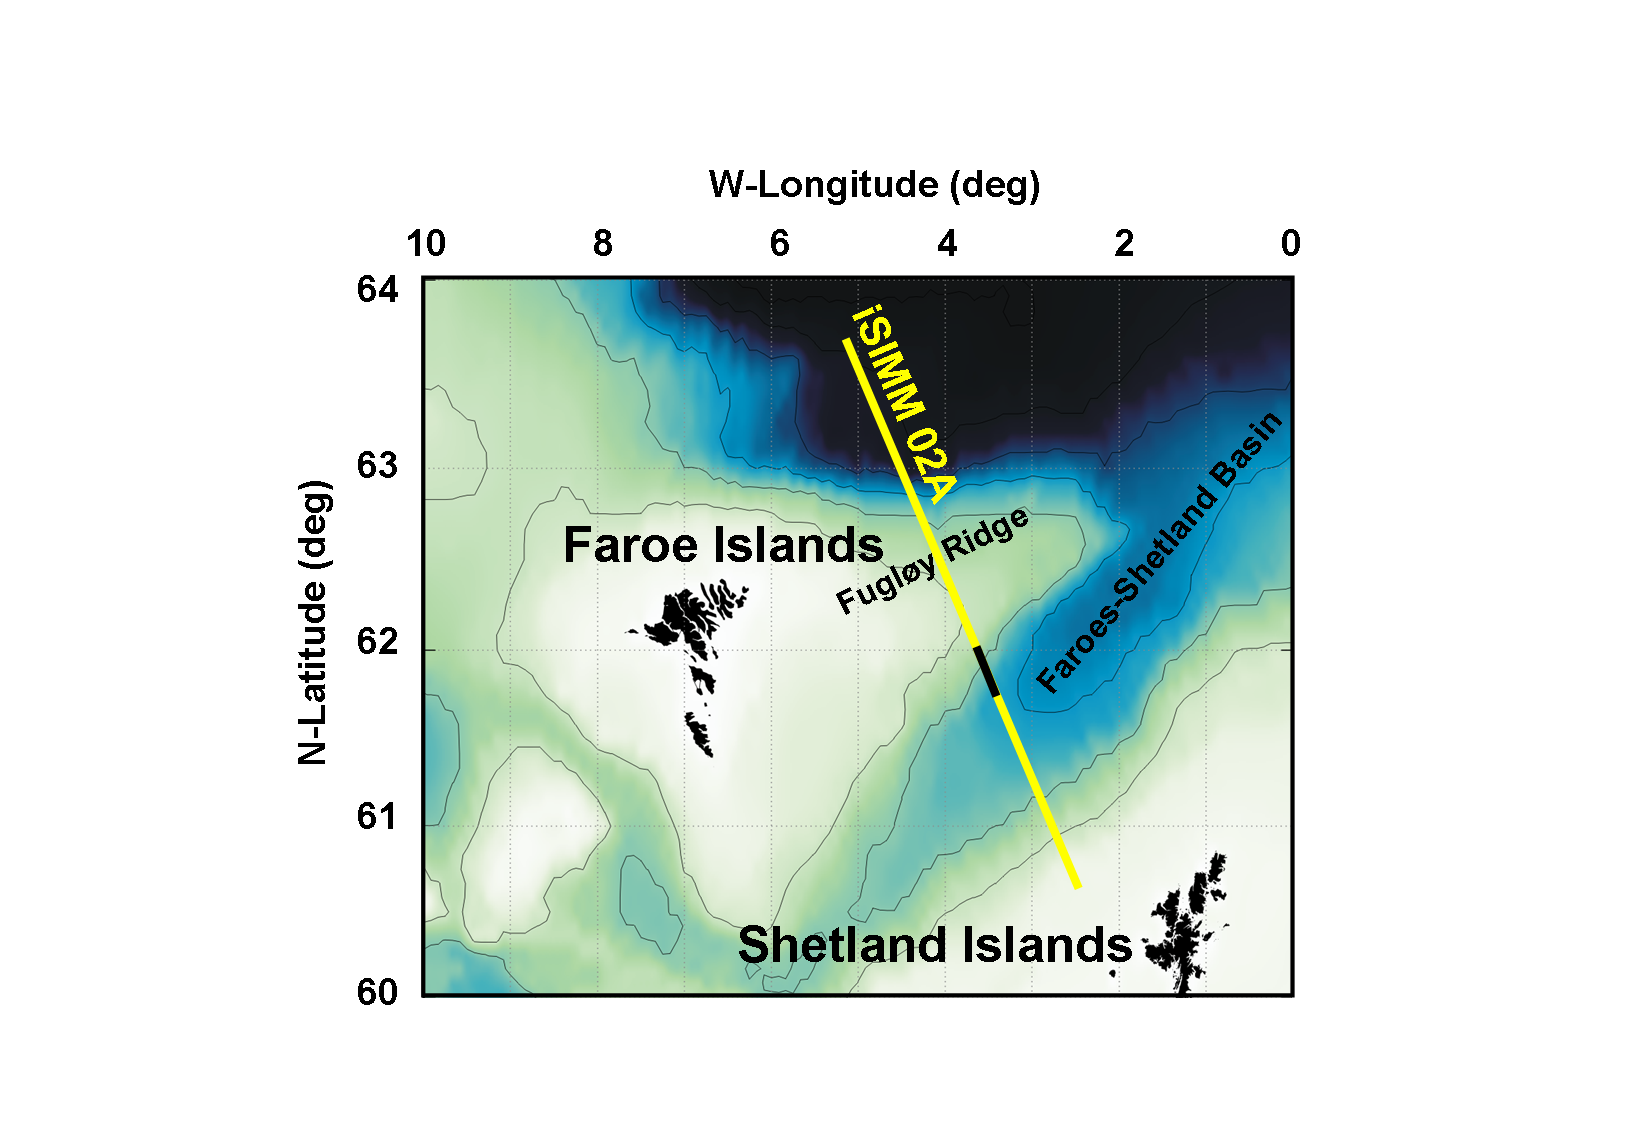 W-Longitude (deg)
10 8 6 4 2 0
64
63
62
61
60
N-Latitude (deg)
iSIMM 02A
Faroe Islands
Fugløy Ridge
Faroes-Shetland Basin
Shetland Islands